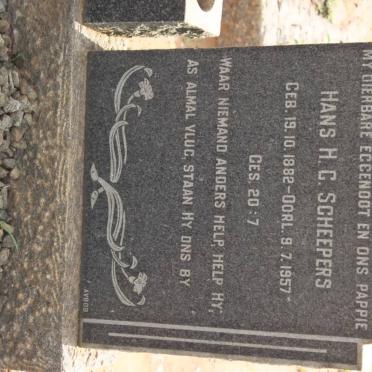 MY DIERBARE EGGENOOT EN ONS PAPPIE
HANS H. C. SCHEEPERS
GEB. 19.10.1882–OORL. 9.7.1957
GES 20:7
WAAR NIEMAND ANDERS HELP, HELP HY;
AS ALMAL VLUG, STAAN HY ONS BY